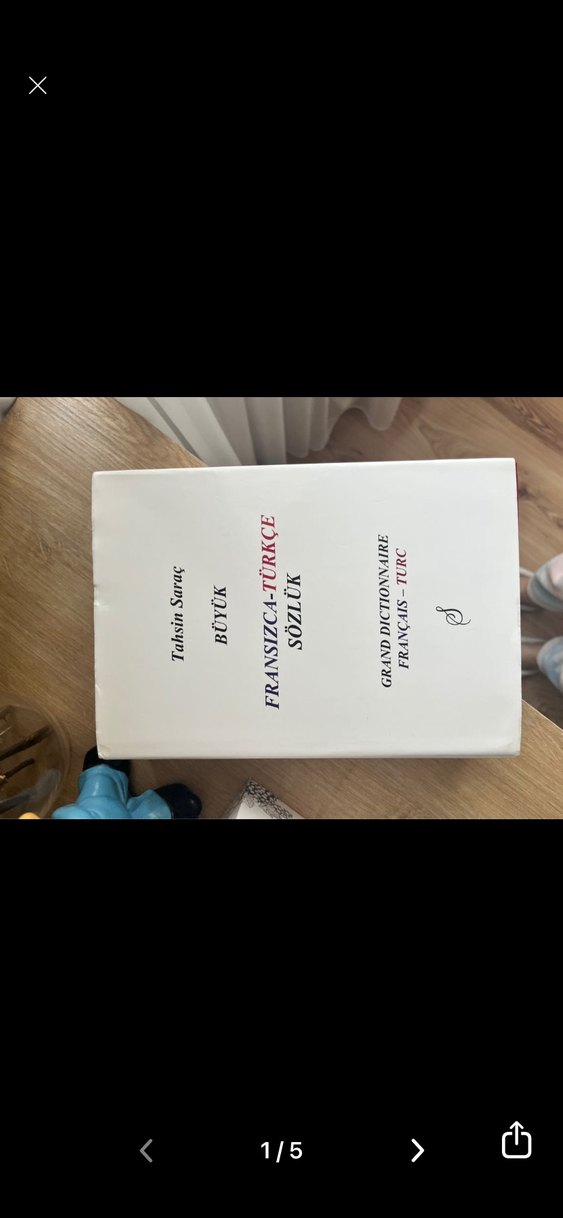 Tahsin Saraç
BÜYÜK
FRANSIZCA-TÜRKÇE
SÖZLÜK
GRAND DICTIONNAIRE
FRANÇAIS – TURC
S
1 / 5